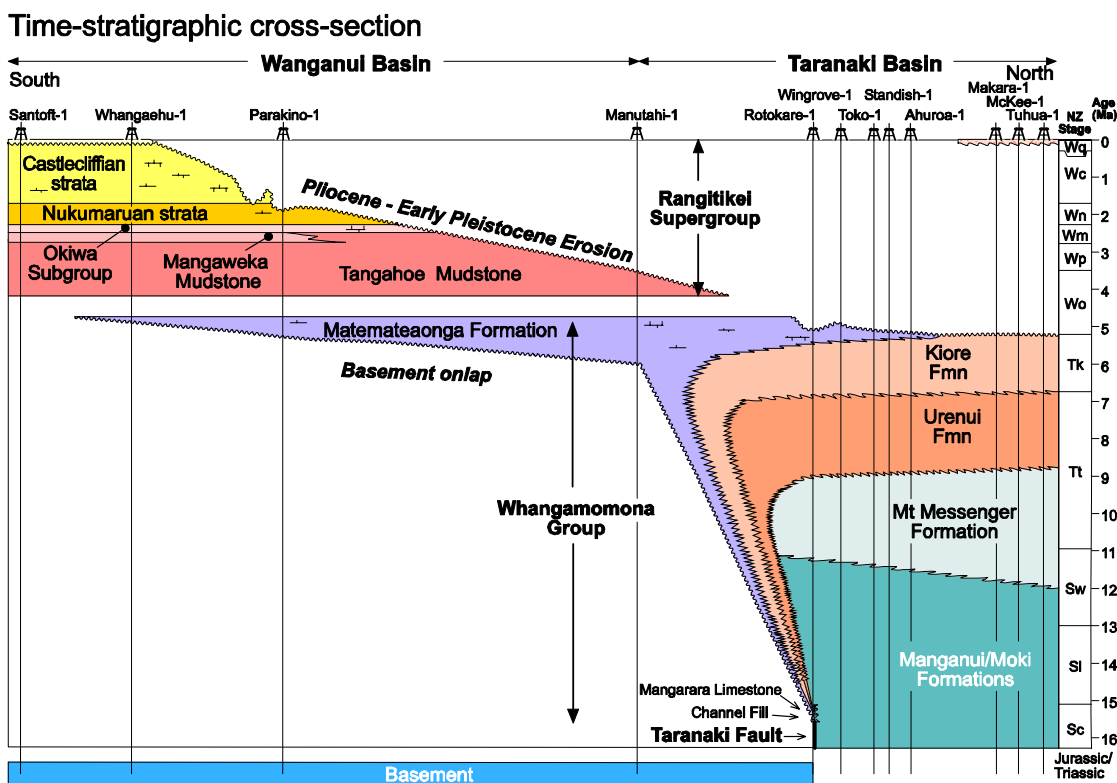 Time-stratigraphic cross-section
Wanganui Basin
Taranaki Basin
South
North
Santoft-1
Whangaehu-1
Parakino-1
Manutahi-1
Rotokare-1
Wingrove-1
Toko-1
Standish-1
Ahuroa-1
Makara-1
McKee-1
Tuhua-1
NZ
Stage
Age
(Ma)
Castlecliffian
strata
Nukumaruan strata
Okiwa
Subgroup
Mangaweka
Mudstone
Tangahoe Mudstone
Pliocene - Early Pleistocene Erosion
Rangitikei
Supergroup
Matemateaonga Formation
Basement onlap
Whangamomona
Group
Kiore
Fmn
Urenui
Fmn
Mt Messenger
Formation
Manganui/Moki
Formations
Mangarara Limestone
Channel Fill
Taranaki Fault
Basement
Wq
Wc
Wn
Wm
Wp
Wo
Tk
Tt
Sw
Sl
Sc
Jurassic/
Triassic
0
1
2
3
4
5
6
7
8
9
10
11
12
13
14
15
16